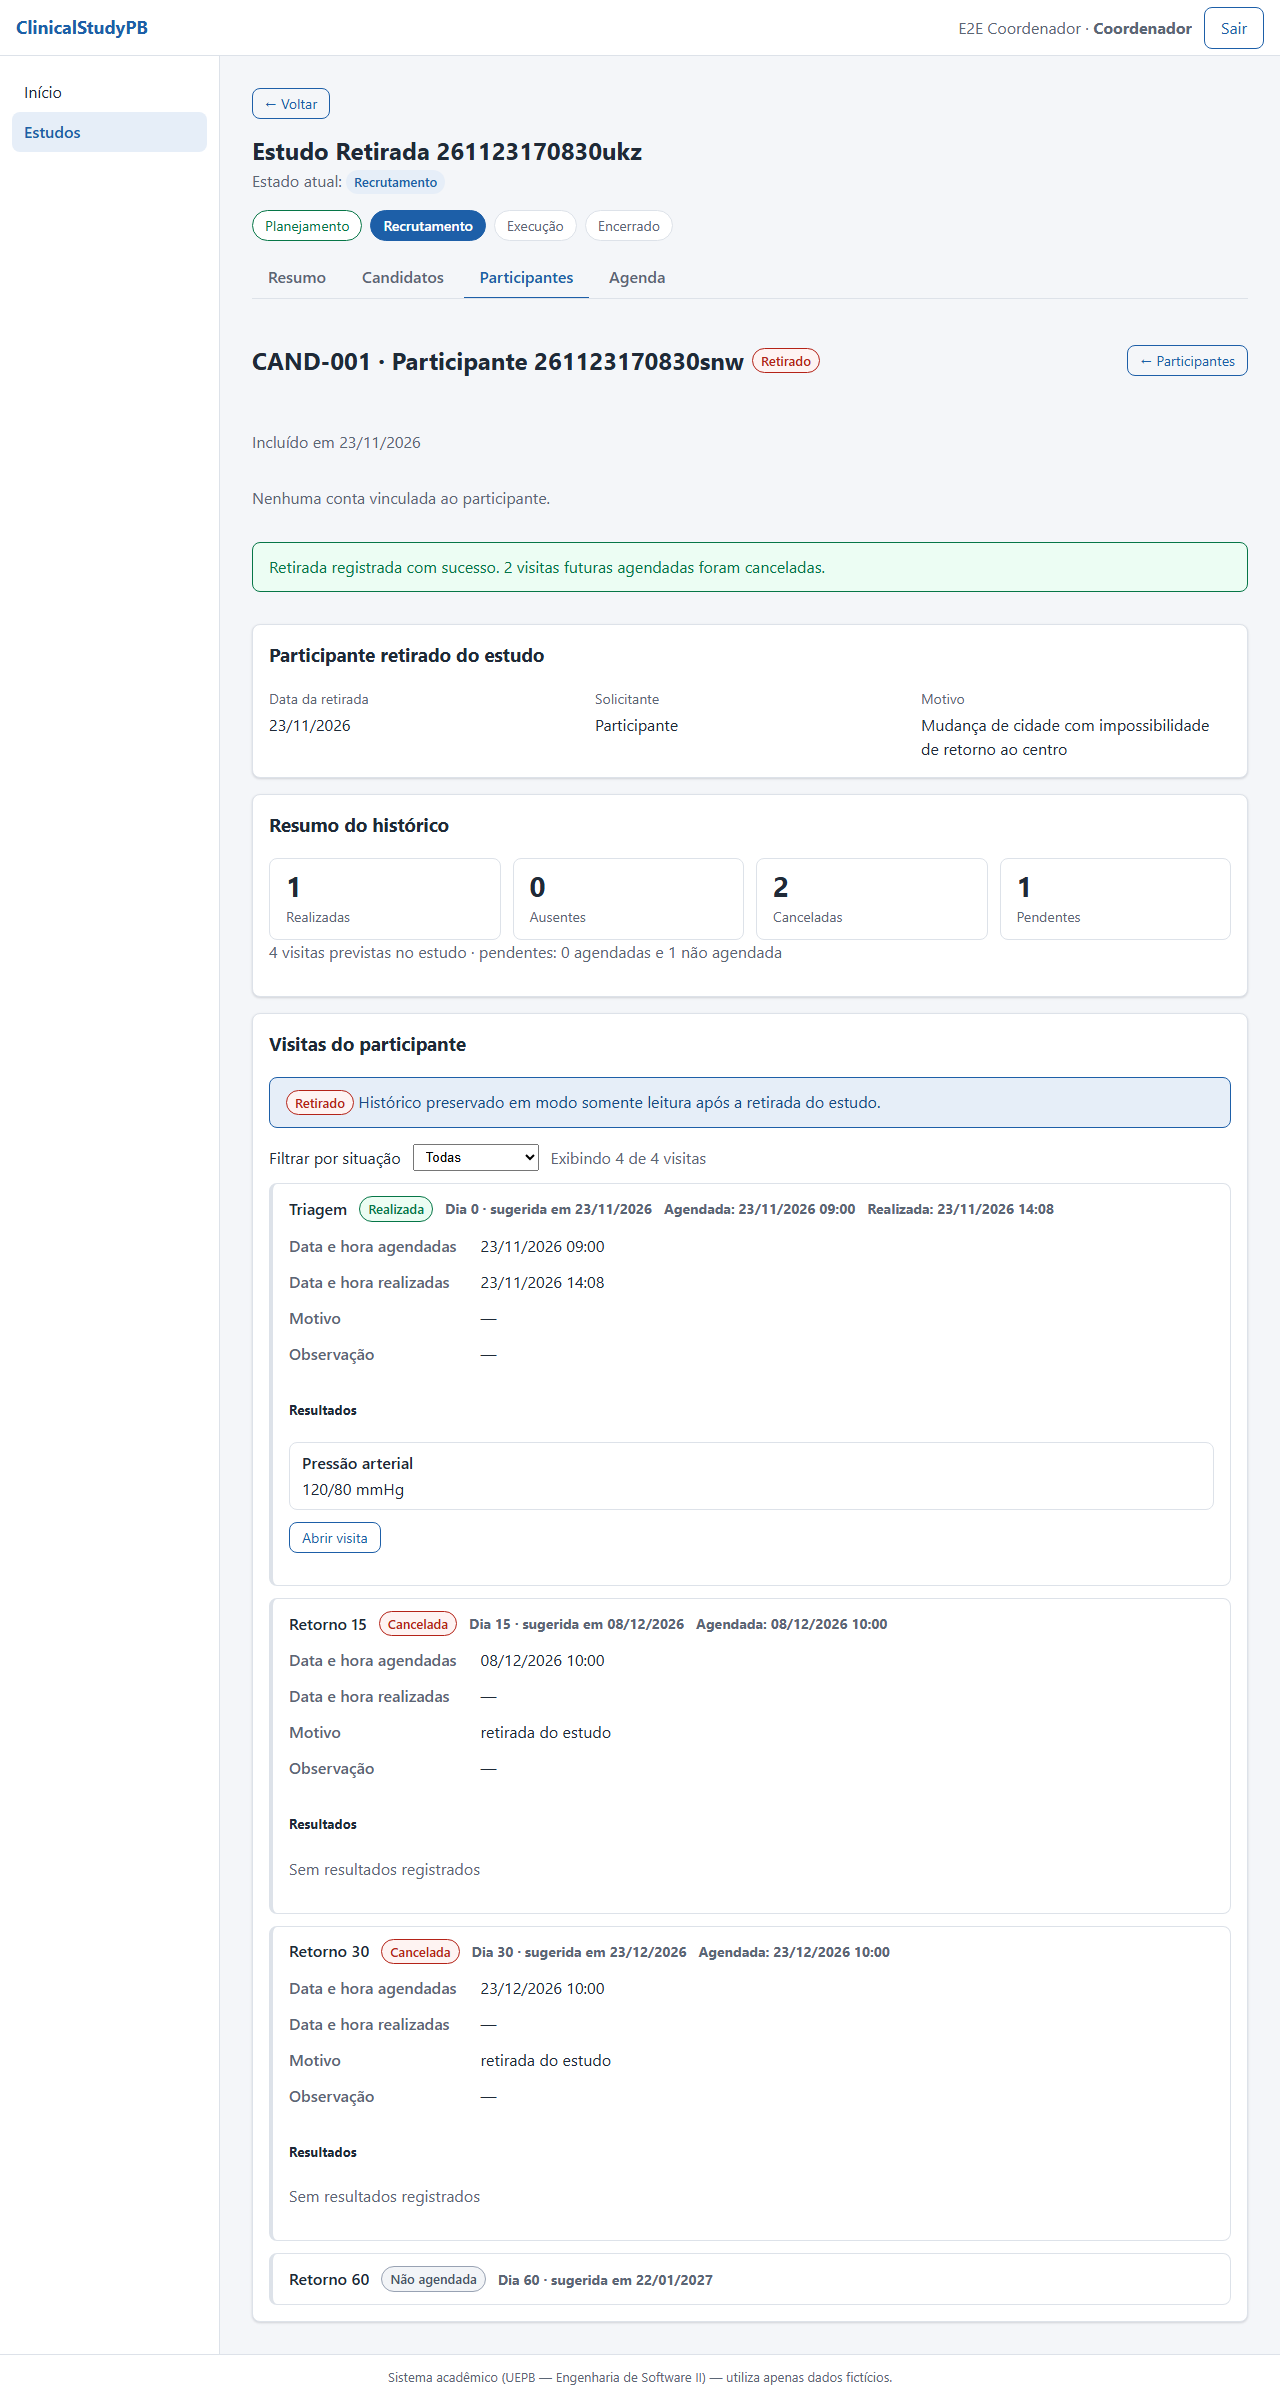 ClinicalStudyPB
E2E Coordenador · Coordenador
Sair
Início
Estudos
← Voltar
Estudo Retirada 261123170830ukz
Estado atual: Recrutamento
Planejamento
Recrutamento
Execução
Encerrado
Resumo
Candidatos
Participantes
Agenda
CAND-001 · Participante 261123170830snw
Retirado
← Participantes
Incluído em 23/11/2026
Nenhuma conta vinculada ao participante.
Retirada registrada com sucesso. 2 visitas futuras agendadas foram canceladas.
Participante retirado do estudo
Data da retirada
23/11/2026
Solicitante
Participante
Motivo
Mudança de cidade com impossibilidade
de retorno ao centro
Resumo do histórico
1
Realizadas
0
Ausentes
2
Canceladas
1
Pendentes
4 visitas previstas no estudo · pendentes: 0 agendadas e 1 não agendada
Visitas do participante
Retirado Histórico preservado em modo somente leitura após a retirada do estudo.
Filtrar por situação Todas Exibindo 4 de 4 visitas
Triagem Realizada Dia 0 · sugerida em 23/11/2026 Agendada: 23/11/2026 09:00 Realizada: 23/11/2026 14:08
Data e hora agendadas 23/11/2026 09:00
Data e hora realizadas 23/11/2026 14:08
Motivo —
Observação —
Resultados
Pressão arterial
120/80 mmHg
Abrir visita
Retorno 15 Cancelada Dia 15 · sugerida em 08/12/2026 Agendada: 08/12/2026 10:00
Data e hora agendadas 08/12/2026 10:00
Data e hora realizadas —
Motivo retirada do estudo
Observação —
Resultados
Sem resultados registrados
Retorno 30 Cancelada Dia 30 · sugerida em 23/12/2026 Agendada: 23/12/2026 10:00
Data e hora agendadas 23/12/2026 10:00
Data e hora realizadas —
Motivo retirada do estudo
Observação —
Resultados
Sem resultados registrados
Retorno 60 Não agendada Dia 60 · sugerida em 22/01/2027
Sistema acadêmico (UEPB — Engenharia de Software II) — utiliza apenas dados fictícios.